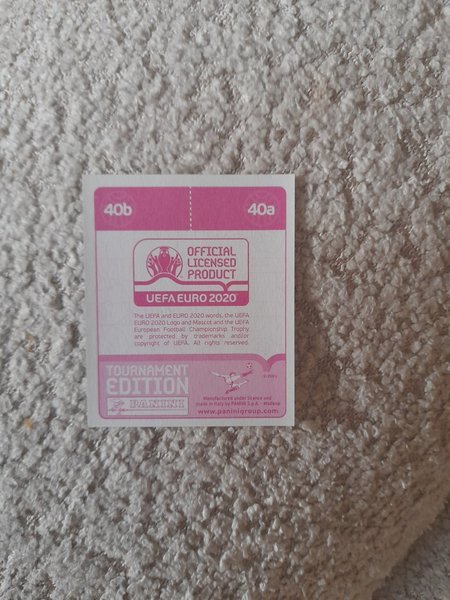 40b 40a
OFFICIAL
LICENSED
PRODUCT
UEFA EURO 2020
The UEFA and EURO 2020 words, the UEFA
EURO 2020 Logo and Mascot and the UEFA
European Football Championship Trophy
are protected by trademarks and/or
copyright of UEFA. All rights reserved.
TOURNAMENT
EDITION
PANINI
Manufactured under licence and
made in Italy by PANINI S.p.A. - Modena
www.paninigroup.com